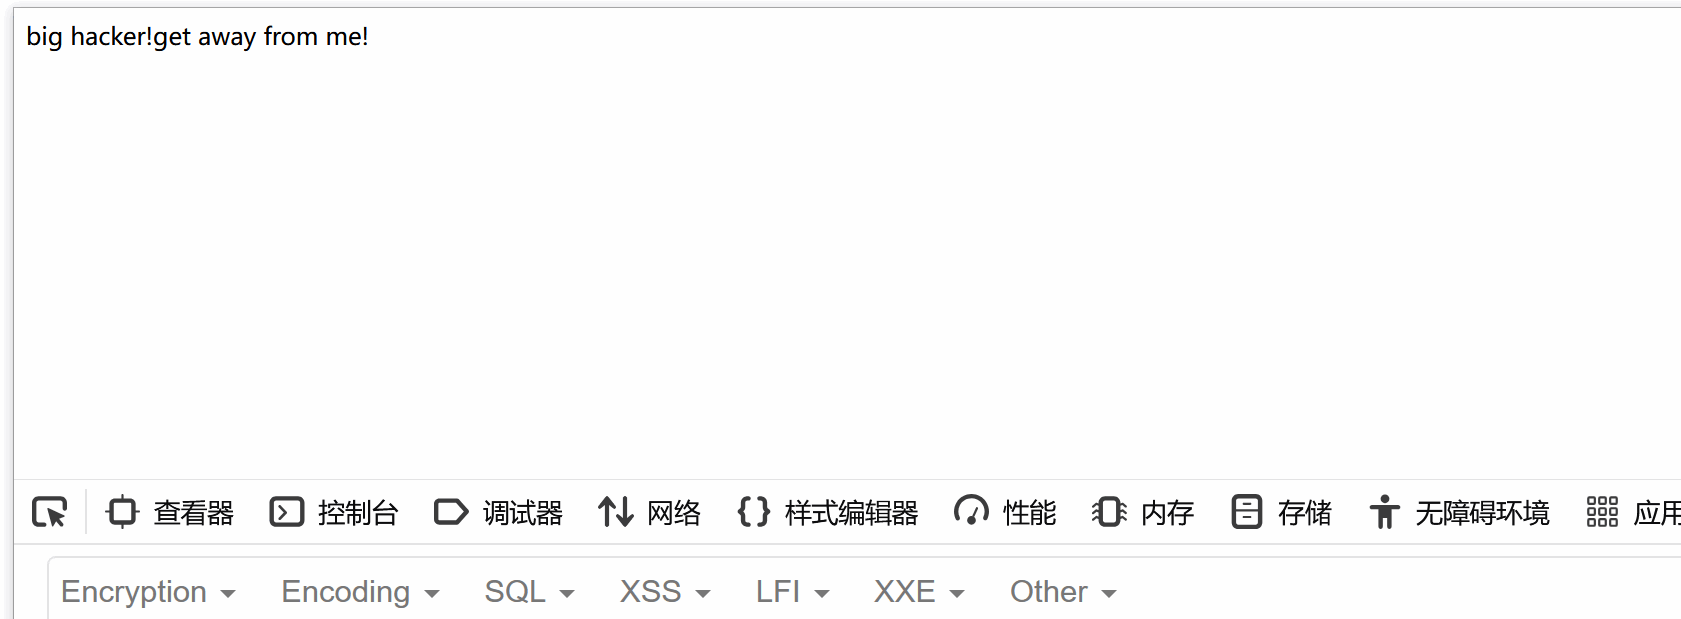 big hacker!get away from me!
查看器 控制台 调试器 网络 {} 样式编辑器 性能 内存 存储 无障碍环境 应用
Encryption Encoding SQL XSS LFI XXE Other